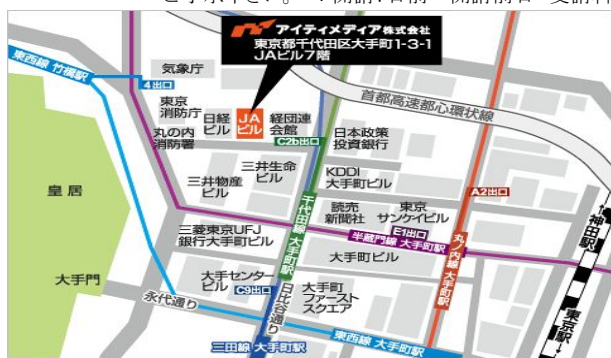 アイティメディア株式会社
東京都千代田区大手町1-3-1
JAビル7階
東西線 竹橋駅
気象庁
4出口
首都高速都心環状線
東京
消防庁
丸の内
消防署
日経
ビル
JA
ビル
経団連
会館
C2b出口
日本政策
投資銀行
三井生命
ビル
三井物産
ビル
KDDI
大手町ビル
A2出口
皇居
千代田線 大手町駅
読売
新聞社
東京
サンケイビル
E1出口
神田駅
三菱東京UFJ
銀行大手町ビル
半蔵門線 大手町駅
丸ノ内線 大手町駅
大手門
大手センター
ビル
大手町ビル
C9出口
日比谷通り
大手町
ファースト
スクエア
永代通り
東京駅
三田線 大手町駅
東西線 大手町駅